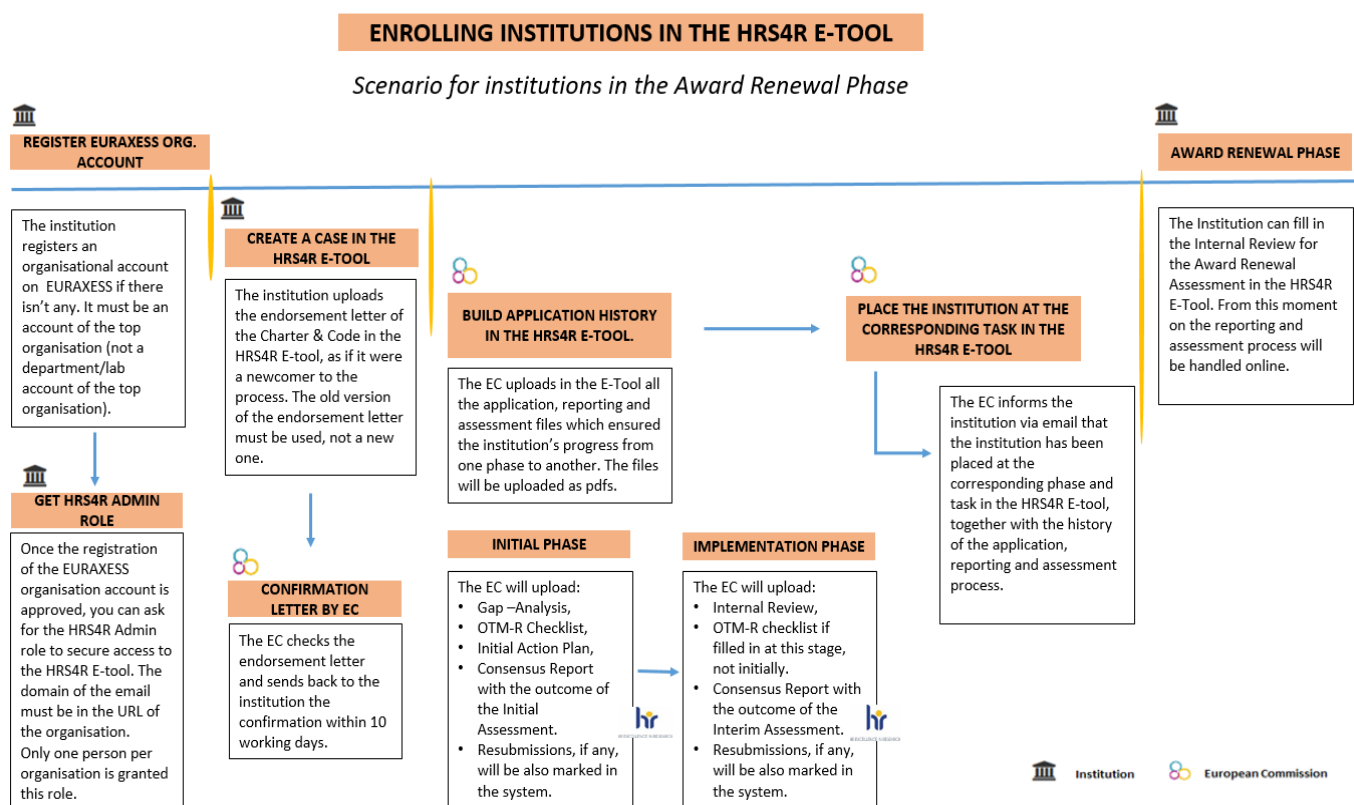 ENROLLING INSTITUTIONS IN THE HRS4R E-TOOL
Scenario for institutions in the Award Renewal Phase
REGISTER EURAXESS ORG.
ACCOUNT
The institution
registers an
organisational account
on EURAXESS if there
isn't any. It must be an
account of the top
organisation (not a
department/lab
account of the top
organisation).
GET HRS4R ADMIN
ROLE
Once the registration
of the EURAXESS
organisation account is
approved, you can ask
for the HRS4R Admin
role to secure access to
the HRS4R E-tool. The
domain of the email
must be in the URL of
the organisation.
Only one person per
organisation is granted
this role.
CREATE A CASE IN THE
HRS4R E-TOOL
The institution uploads
the endorsement letter
of the Charter & Code in the
HRS4R E-tool, as if it were
a newcomer to the
process. The old version
of the endorsement letter
must be used, not a new
one.
CONFIRMATION
LETTER BY EC
The EC checks the
endorsement letter
and sends back to the
institution the
confirmation within 10
working days.
BUILD APPLICATION HISTORY
IN THE HRS4R E-TOOL.
The EC uploads in the E-Tool all
the application, reporting and
assessment files which ensured
the institution's progress from
one phase to another. The files
will be uploaded as pdfs.
INITIAL PHASE
The EC will upload:
• Gap –Analysis,
• OTM-R Checklist,
• Initial Action Plan,
• Consensus Report
with the outcome of
the Initial
Assessment.
• Resubmissions, if any,
will be also marked in
the system.
hr
IMPLEMENTATION PHASE
The EC will upload:
• Internal Review,
• OTM-R checklist if
filled in at this stage,
not initially.
• Consensus Report with
the outcome of the
Interim Assessment.
• Resubmissions, if any,
will be also marked in
the system.
hr
PLACE THE INSTITUTION AT THE
CORRESPONDING TASK IN THE
HRS4R E-TOOL
The EC informs the
institution via email that
the institution has been
placed at the
corresponding phase and
task in the HRS4R E-tool,
together with the history
of the application,
reporting and assessment
process.
AWARD RENEWAL PHASE
The Institution can fill in
the Internal Review for
the Award Renewal
Assessment in the HRS4R
E-Tool. From this moment
on the reporting and
assessment process will
be handled online.
Institution
European Commission